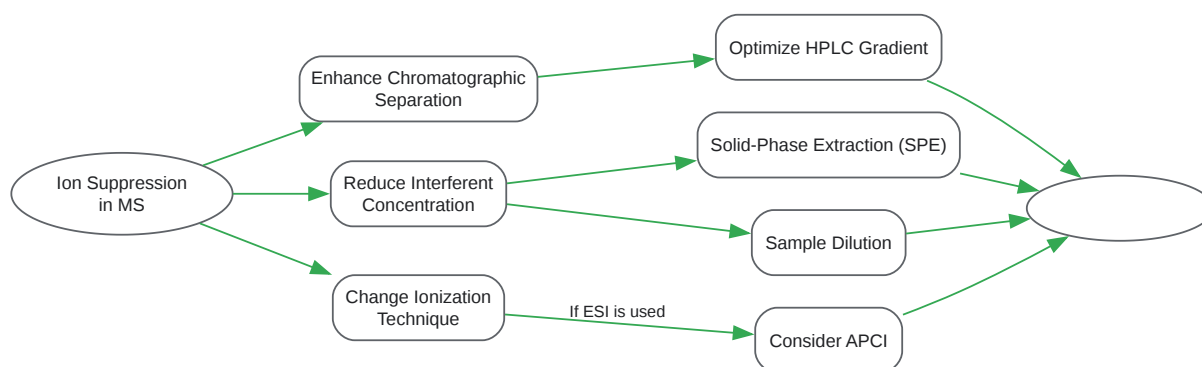 Ion Suppression
in MS
Enhance Chromatographic
Separation
Reduce Interferent
Concentration
Change Ionization
Technique
If ESI is used
Optimize HPLC Gradient
Solid-Phase Extraction (SPE)
Sample Dilution
Consider APCI